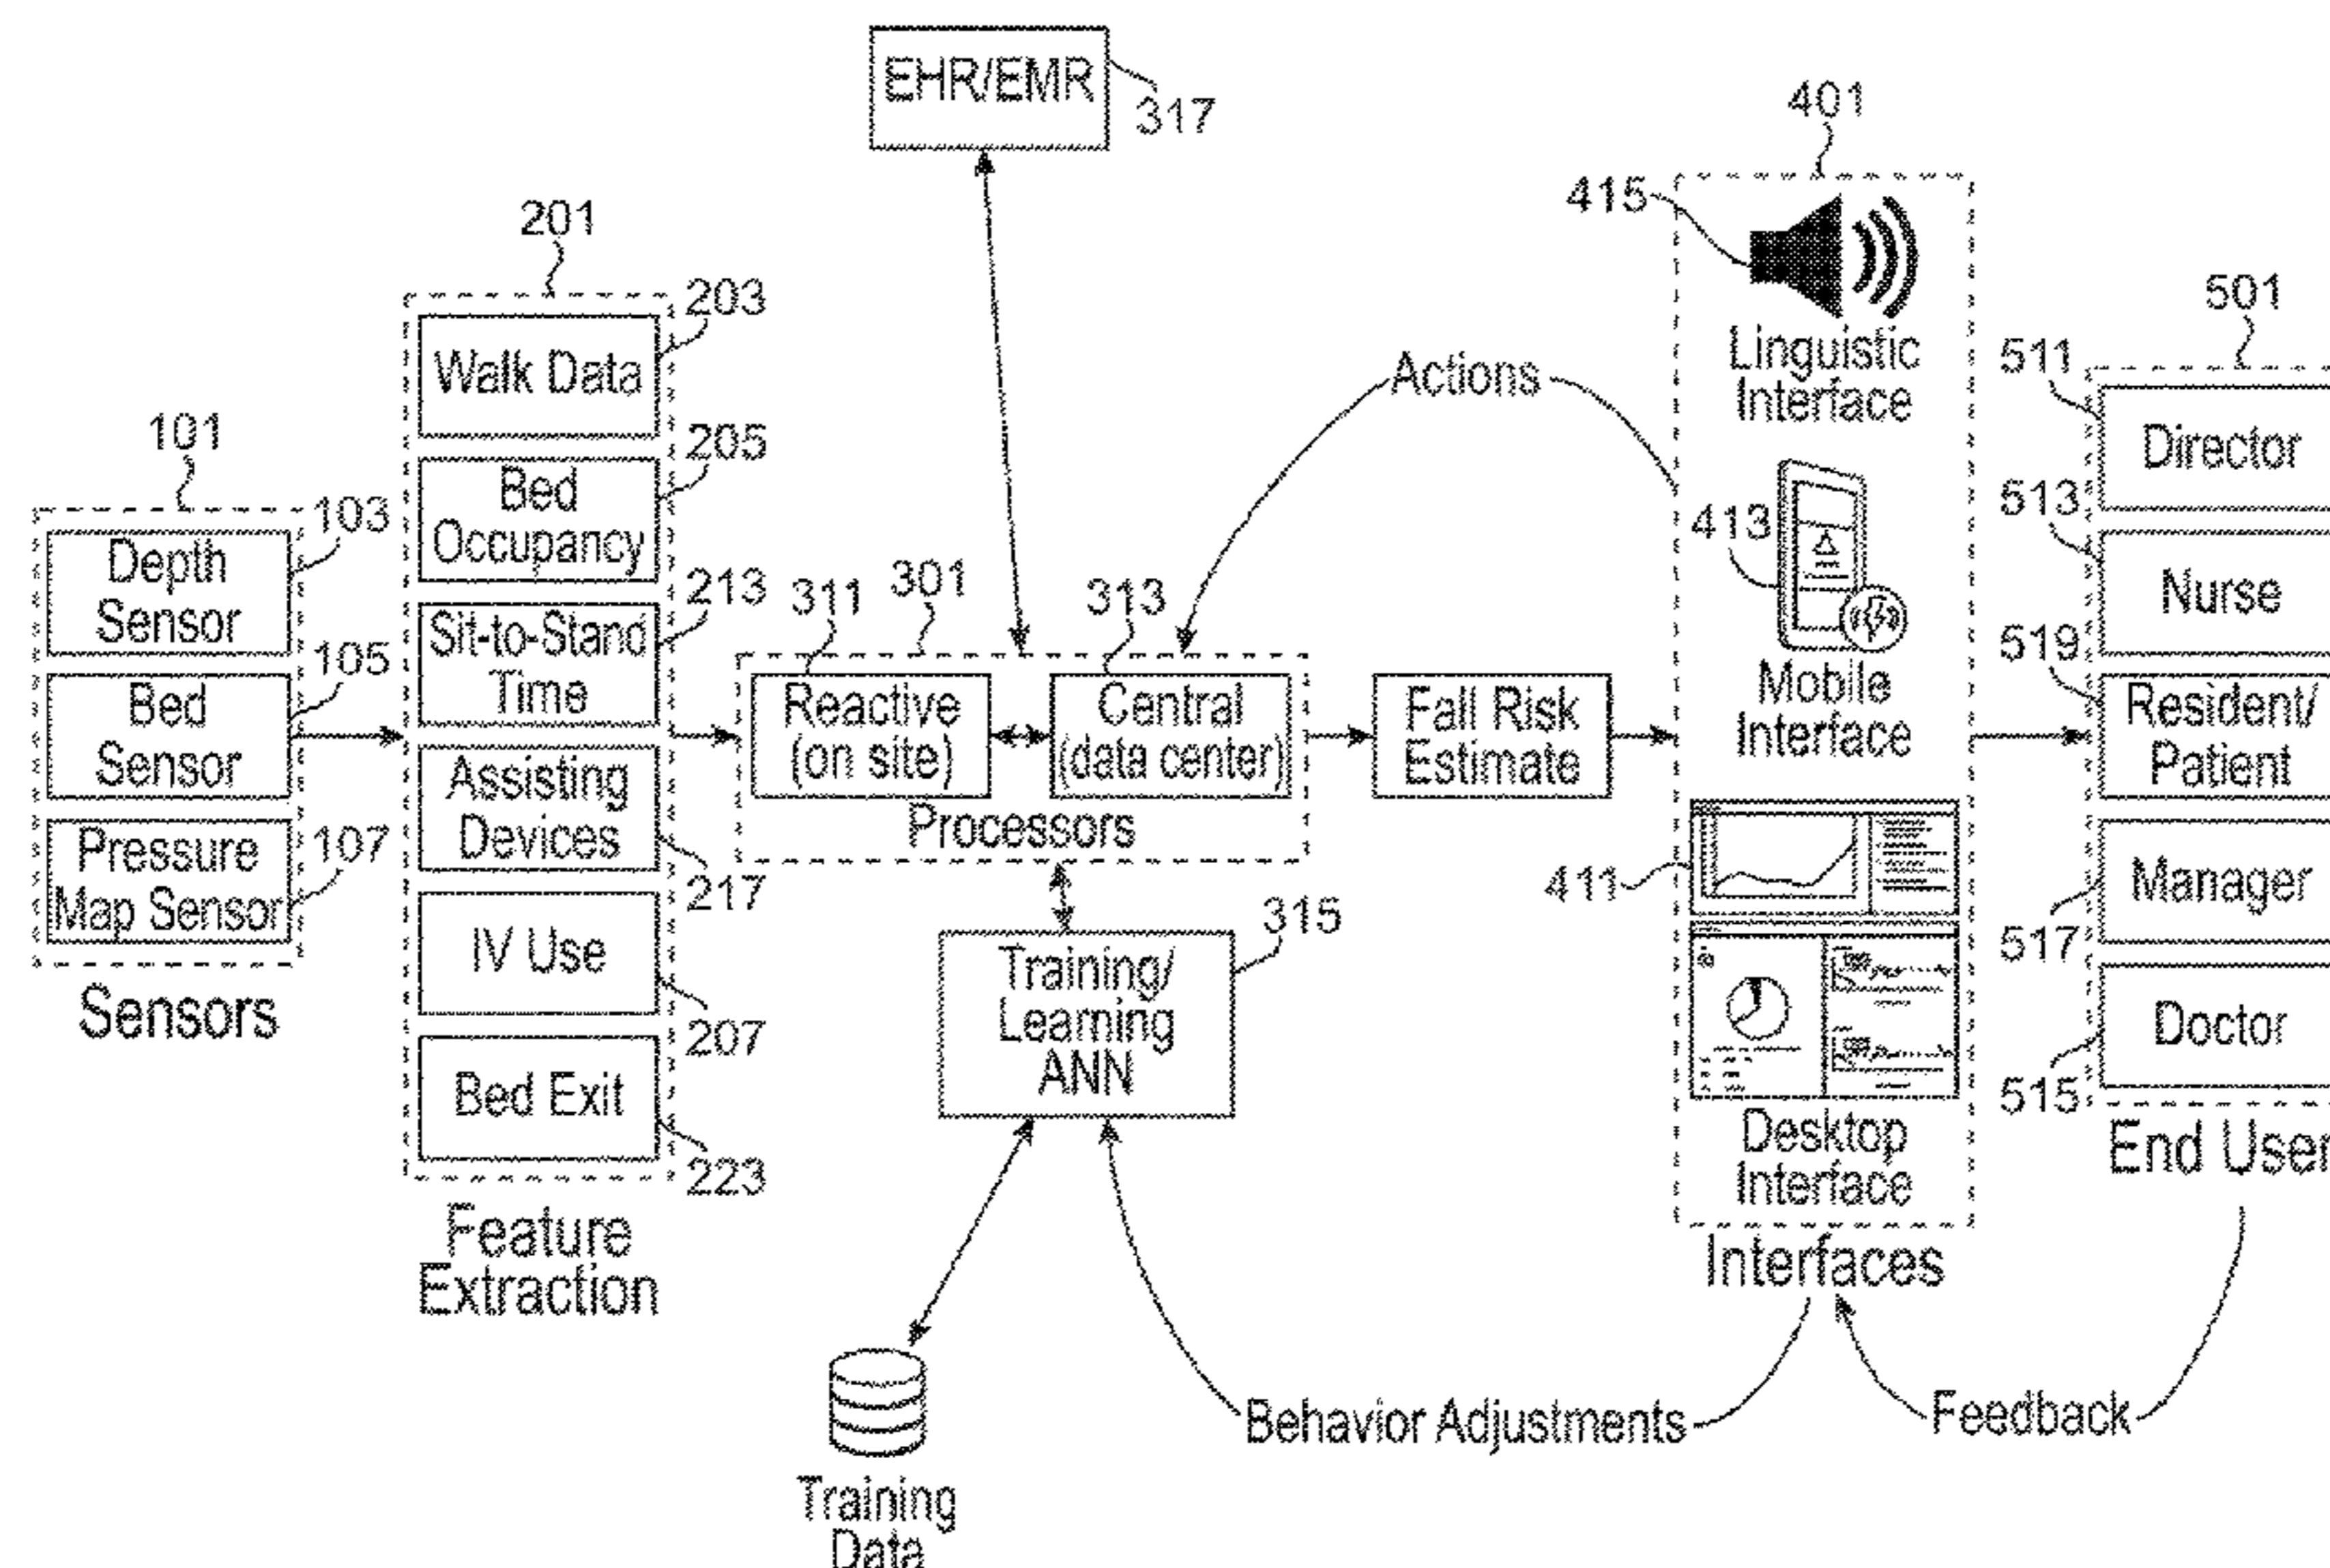 EHR/EMR
317
401
415
Linguistic
Interface
413
Mobile
Interface
411
Desktop
Interface
Interfaces
201
203
Walk Data
205
Bed
Occupancy
213
Sit-to-Stand
Time
Assisting
Devices
217
IV Use
207
Bed Exit
223
Feature
Extraction
101
103
Depth
Sensor
105
Bed
Sensor
Pressure
Map Sensor
107
Sensors
Actions
311
301
313
Reactive
(on site)
Central
(data center)
Processors
Fall Risk
Estimate
315
Training/
Learning
ANN
Training
Data
Behavior Adjustments
Feedback
501
511
Director
513
Nurse
519
Resident/
Patient
Manager
517
Doctor
515
End User